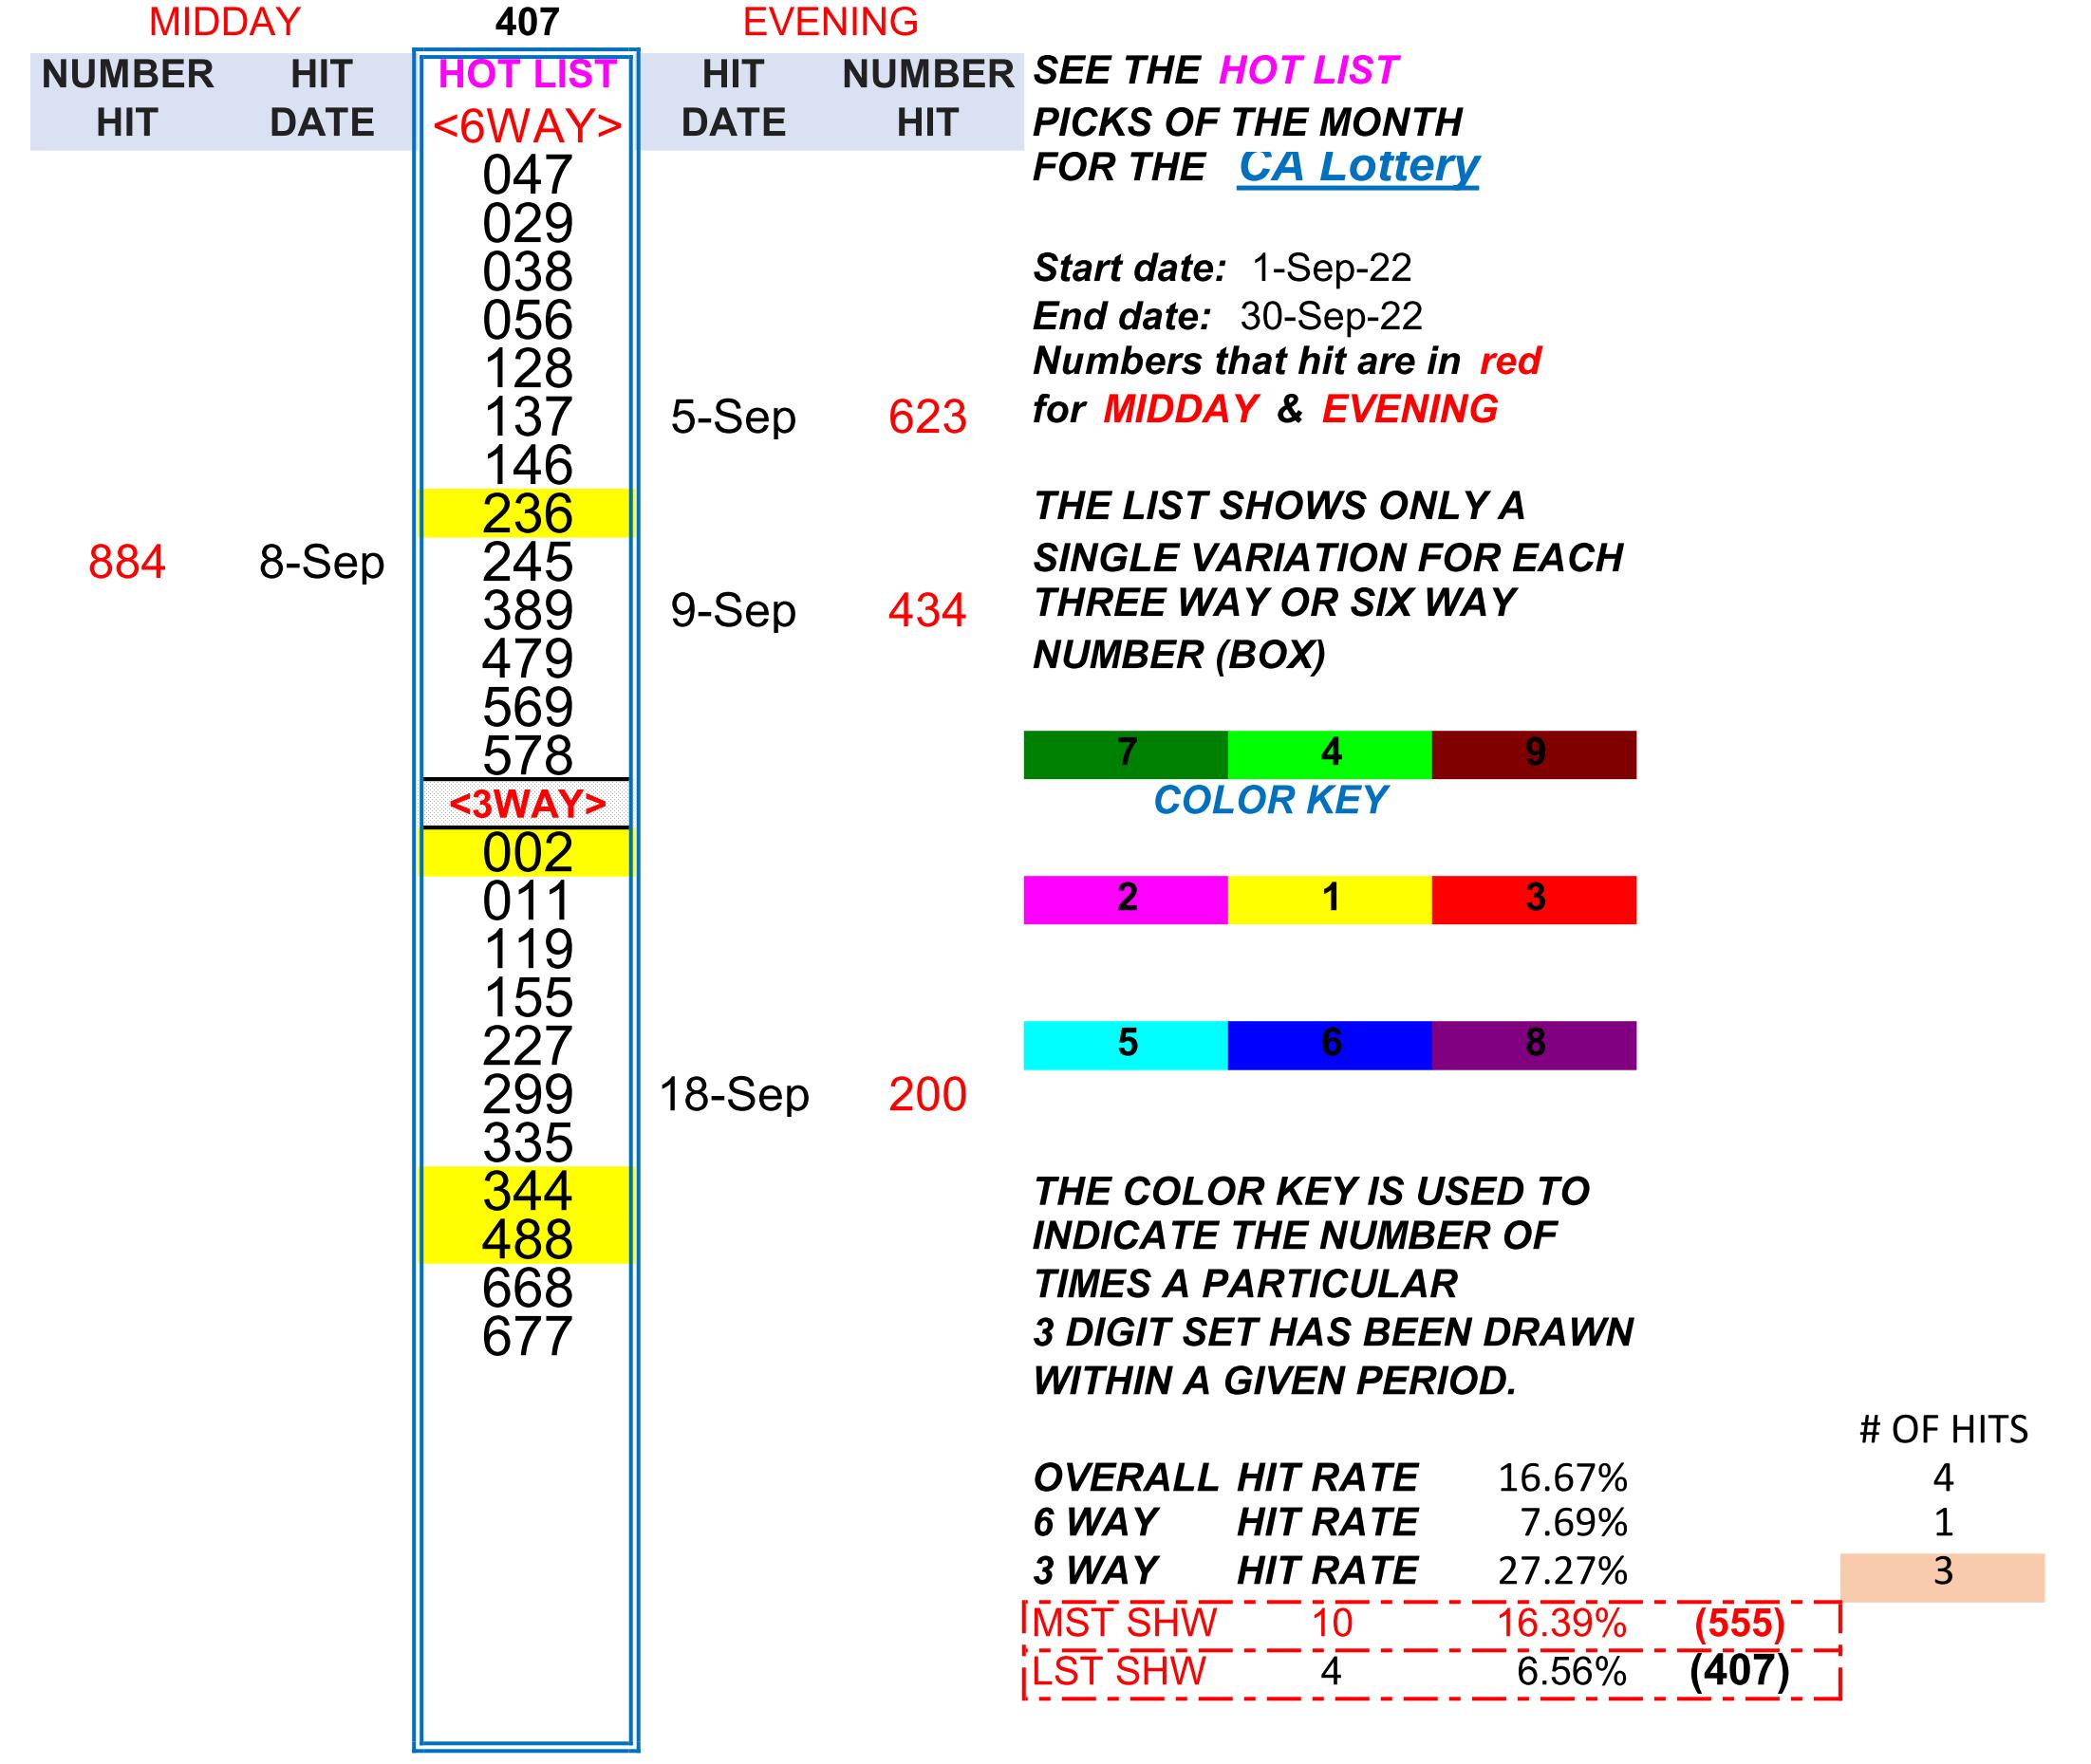 MIDDAY 407 EVENING
NUMBER HIT HOT LIST HIT NUMBER SEE THE HOT LIST
HIT DATE <6WAY> DATE HIT PICKS OF THE MONTH
047 FOR THE CA Lottery
029
038 Start date: 1-Sep-22
056 End date: 30-Sep-22
128 Numbers that hit are in red
137 5-Sep 623 for MIDDAY & EVENING
146
236 THE LIST SHOWS ONLY A
884 8-Sep 245 SINGLE VARIATION FOR EACH
389 9-Sep 434 THREE WAY OR SIX WAY
479 NUMBER (BOX)
569
578 7 4 9
<3WAY> COLOR KEY
002
011 2 1 3
119
155
227 5 6 8
299 18-Sep 200
335
344 THE COLOR KEY IS USED TO
488 INDICATE THE NUMBER OF
668 TIMES A PARTICULAR
677 3 DIGIT SET HAS BEEN DRAWN
WITHIN A GIVEN PERIOD.
# OF HITS
OVERALL HIT RATE 16.67% 4
6 WAY HIT RATE 7.69% 1
3 WAY HIT RATE 27.27% 3
MST SHW 10 16.39% (555)
LST SHW 4 6.56% (407)